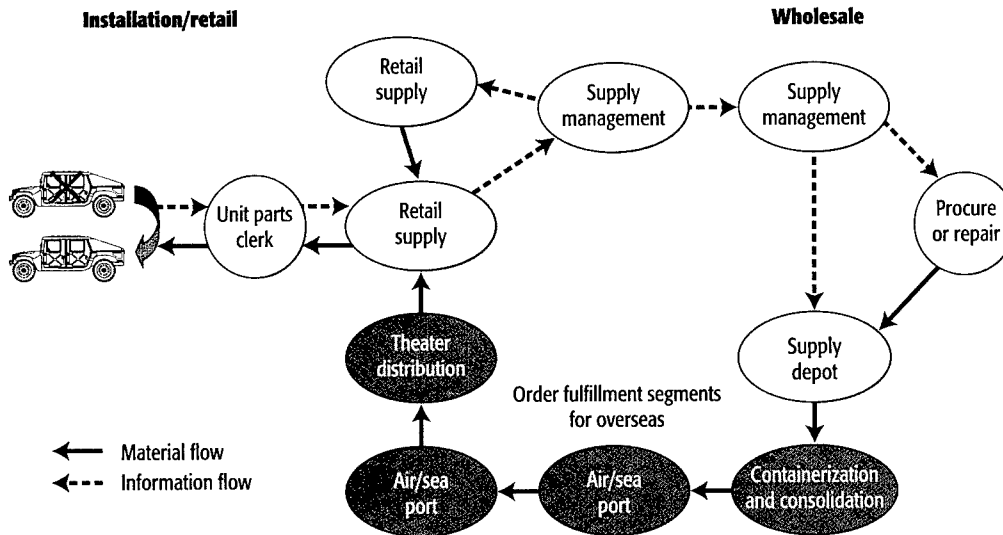 Installation/retail
Wholesale
Retail
supply
Supply
management
Supply
management
Unit parts
clerk
Retail
supply
Procure
or repair
Theater
distribution
Supply
depot
Order fulfillment segments
for overseas
Material flow
Information flow
Air/sea
port
Air/sea
port
Containerization
and consolidation